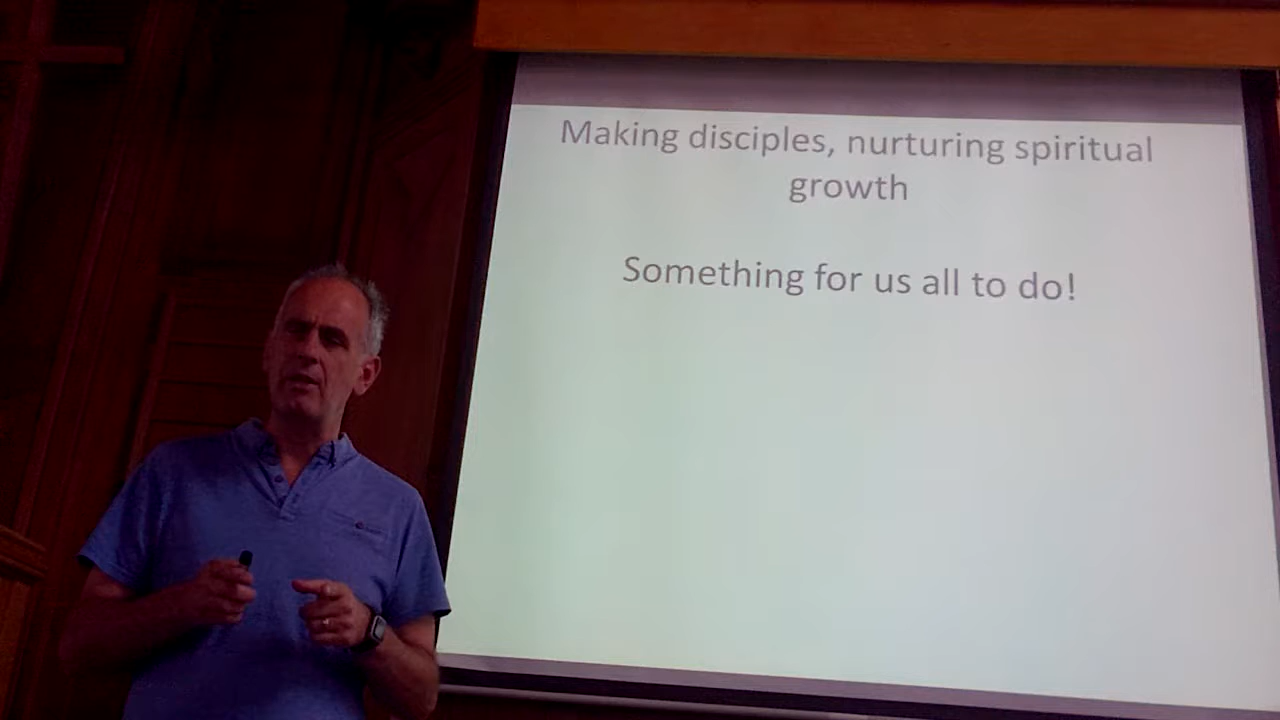 Making disciples, nurturing spiritual
growth
Something for us all to do!